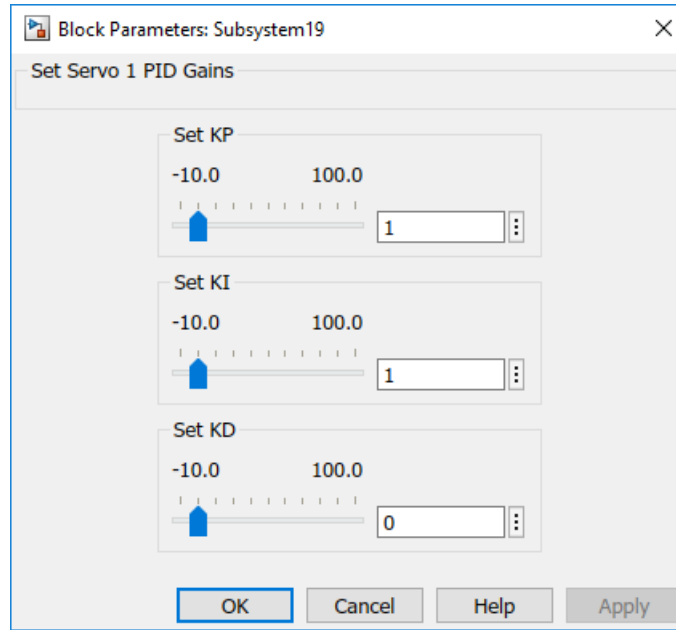 Block Parameters: Subsystem19
Set Servo 1 PID Gains
Set KP
-10.0 100.0
1
Set KI
-10.0 100.0
1
Set KD
-10.0 100.0
0
OK Cancel Help Apply